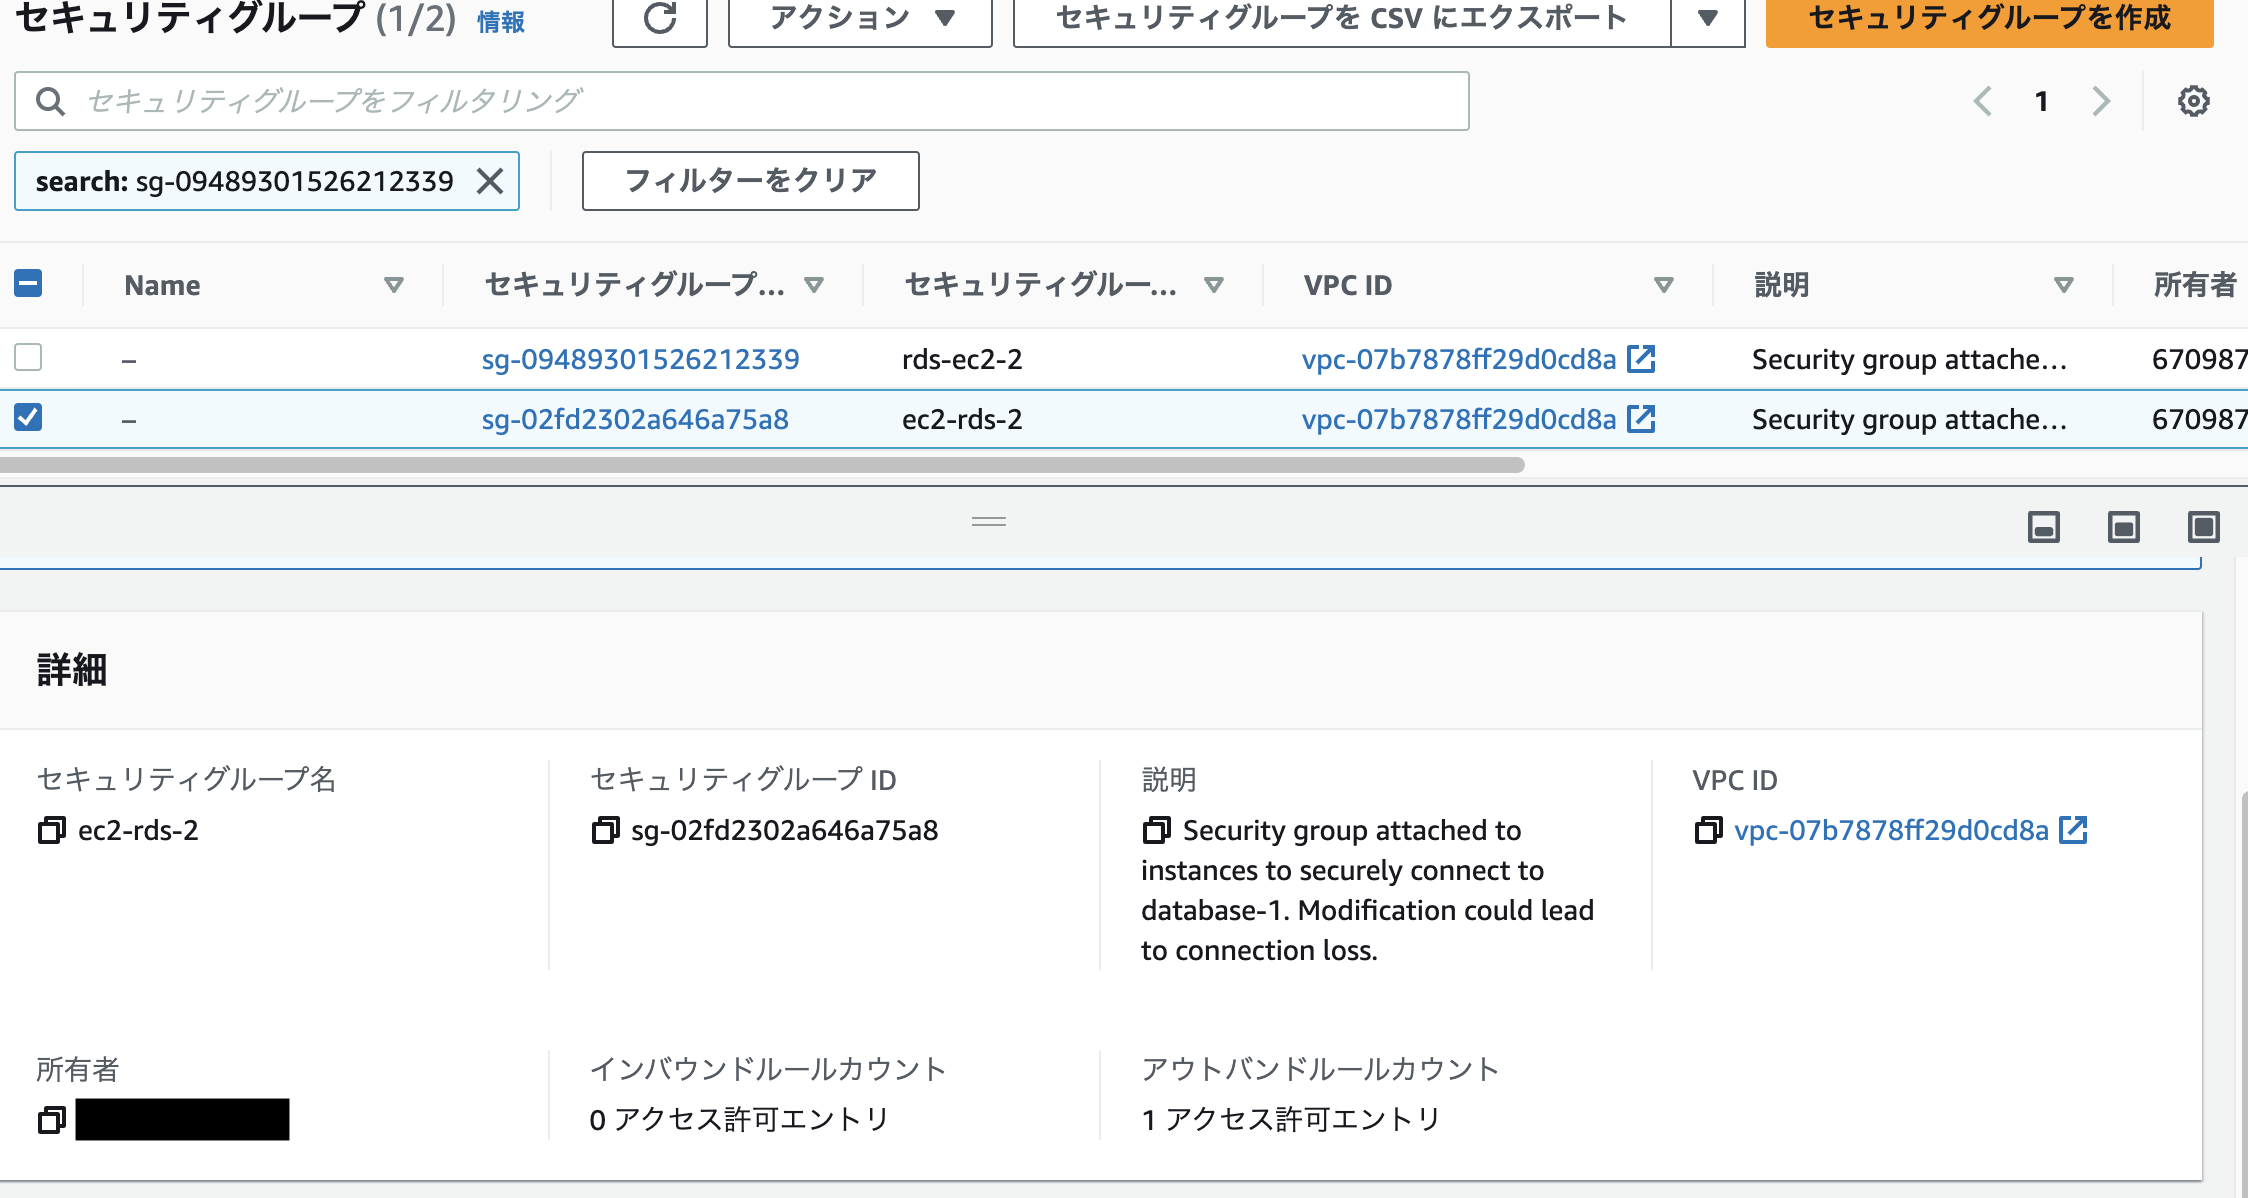 セキュリティグループ (1/2) 情報
アクション
セキュリティグループを CSV にエクスポート
セキュリティグループを作成
セキュリティグループをフィルタリング
1
search: sg-09489301526212339
フィルターをクリア
Name セキュリティグループ... セキュリティグルー... VPC ID 説明 所有者
– sg-09489301526212339 rds-ec2-2 vpc-07b7878ff29d0cd8a Security group attache... 670987
– sg-02fd2302a646a75a8 ec2-rds-2 vpc-07b7878ff29d0cd8a Security group attache... 670987
詳細
セキュリティグループ名
ec2-rds-2
セキュリティグループ ID
sg-02fd2302a646a75a8
説明
Security group attached to
instances to securely connect to
database-1. Modification could lead
to connection loss.
VPC ID
vpc-07b7878ff29d0cd8a
所有者
インバウンドルールカウント
0 アクセス許可エントリ
アウトバンドルールカウント
1 アクセス許可エントリ